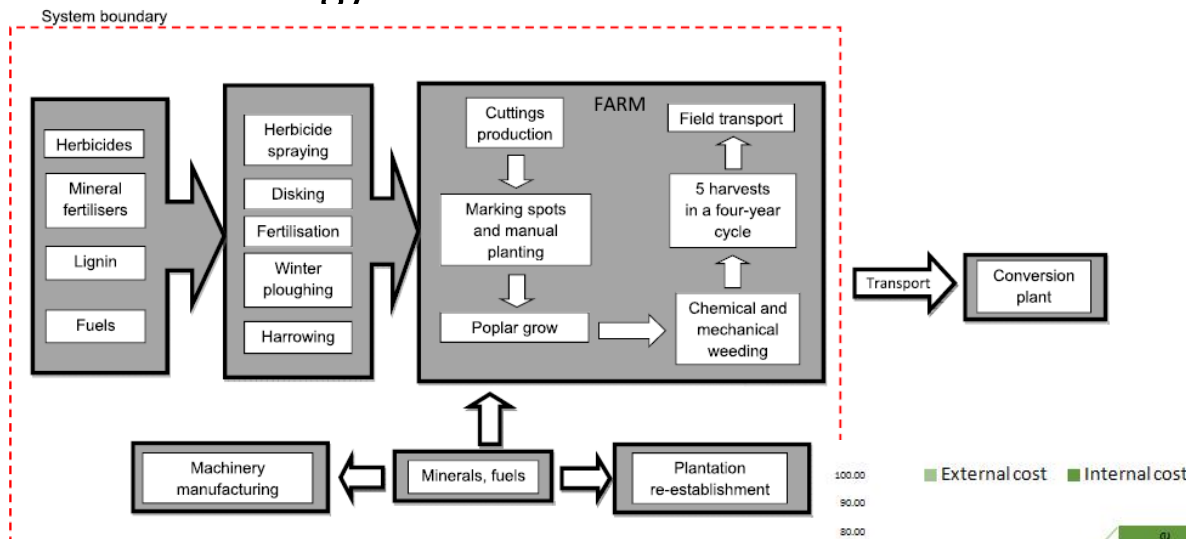 System boundary
Herbicides
Mineral
fertilisers
Lignin
Fuels
Herbicide
spraying
Disking
Fertilisation
Winter
ploughing
Harrowing
FARM
Cuttings
production
Marking spots
and manual
planting
Poplar grow
Field transport
5 harvests
in a four-year
cycle
Chemical and
mechanical
weeding
Transport
Conversion
plant
Machinery
manufacturing
Minerals, fuels
Plantation
re-establishment
100.00
90.00
80.00
External cost
Internal cost